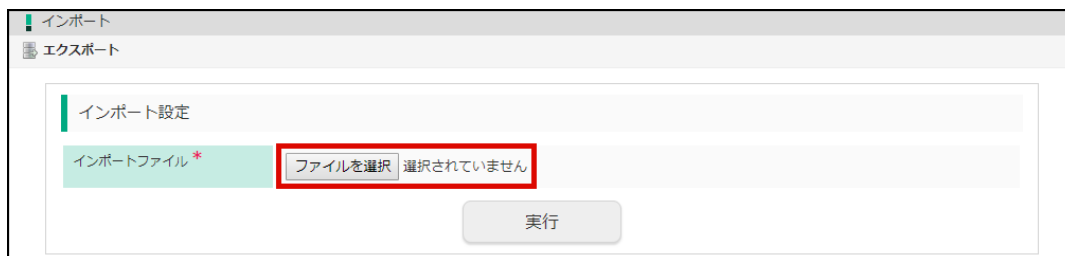 インポート
エクスポート
インポート設定
インポートファイル *
ファイルを選択 選択されていません
実行